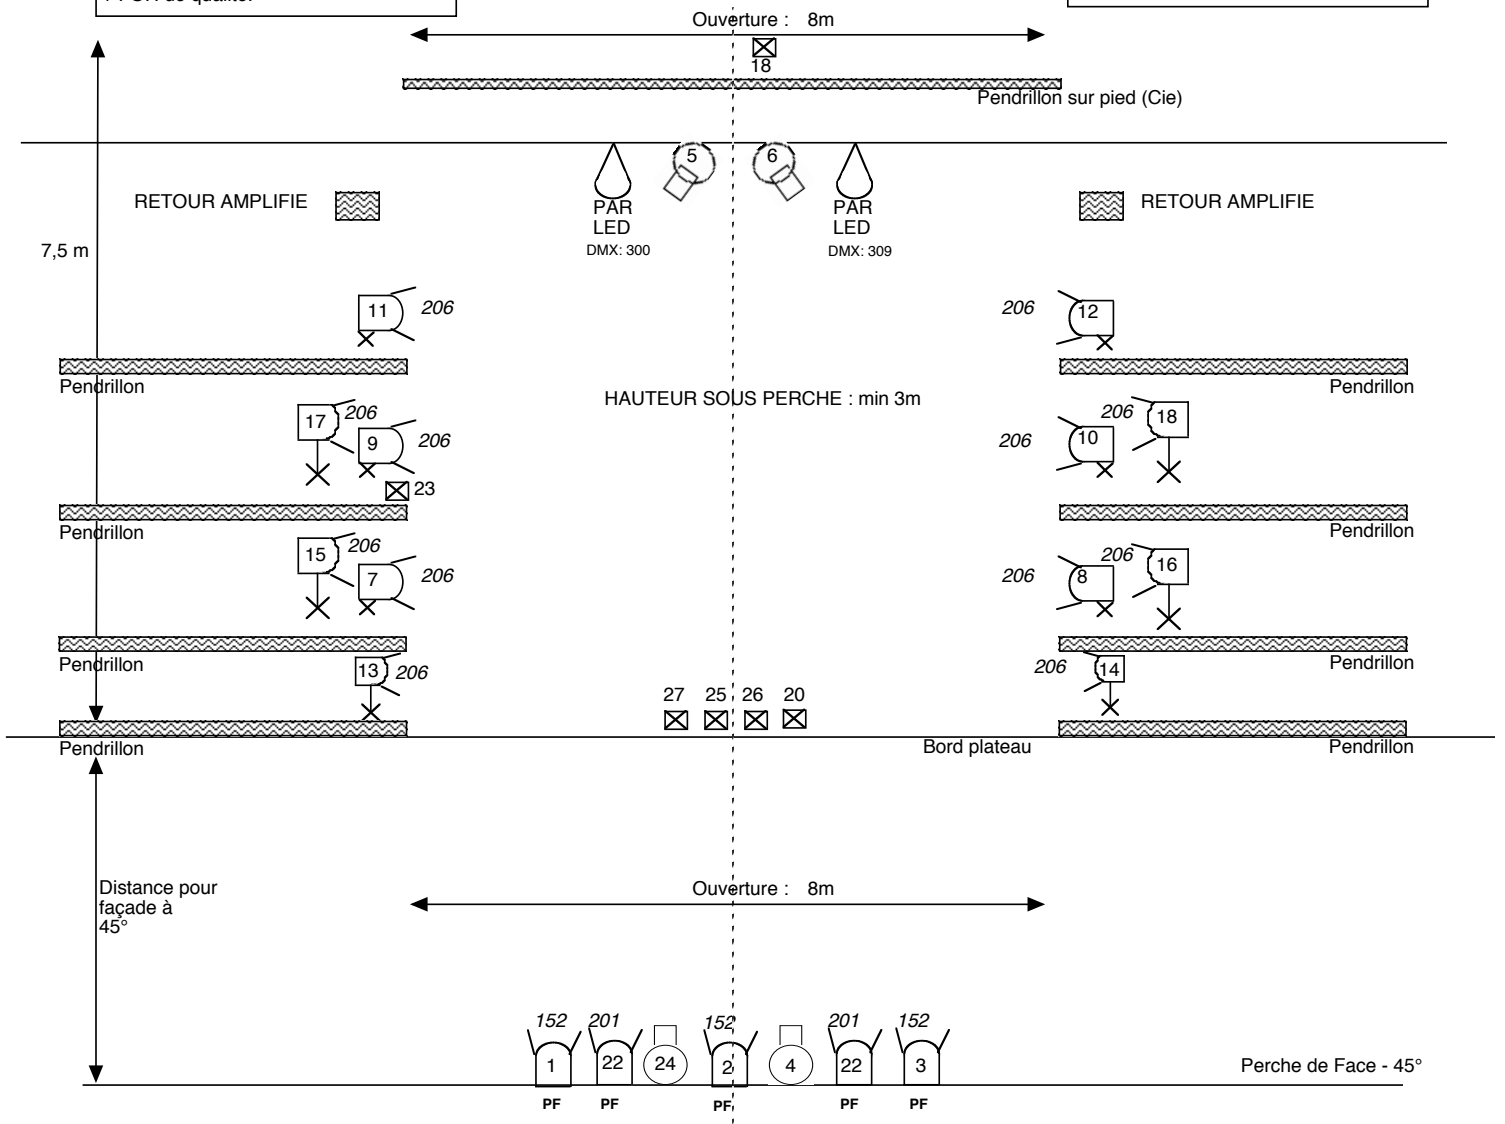 Ouverture : 8m
18
Pendrillon sur pied (Cie)
5
6
RETOUR AMPLIFIE
PAR
LED
DMX: 300
PAR
LED
DMX: 309
RETOUR AMPLIFIE
7,5 m
11
206
206
12
Pendrillon
Pendrillon
HAUTEUR SOUS PERCHE : min 3m
17
206
9
206
23
206
10
206
18
Pendrillon
Pendrillon
15
206
7
206
206
8
206
16
Pendrillon
Pendrillon
13
206
206
14
27
25
26
20
Pendrillon
Bord plateau
Pendrillon
Distance pour
façade à
45°
Ouverture : 8m
152
201
152
201
152
1
22
24
2
4
22
3
Perche de Face - 45°
PF
PF
PF
PF
PF